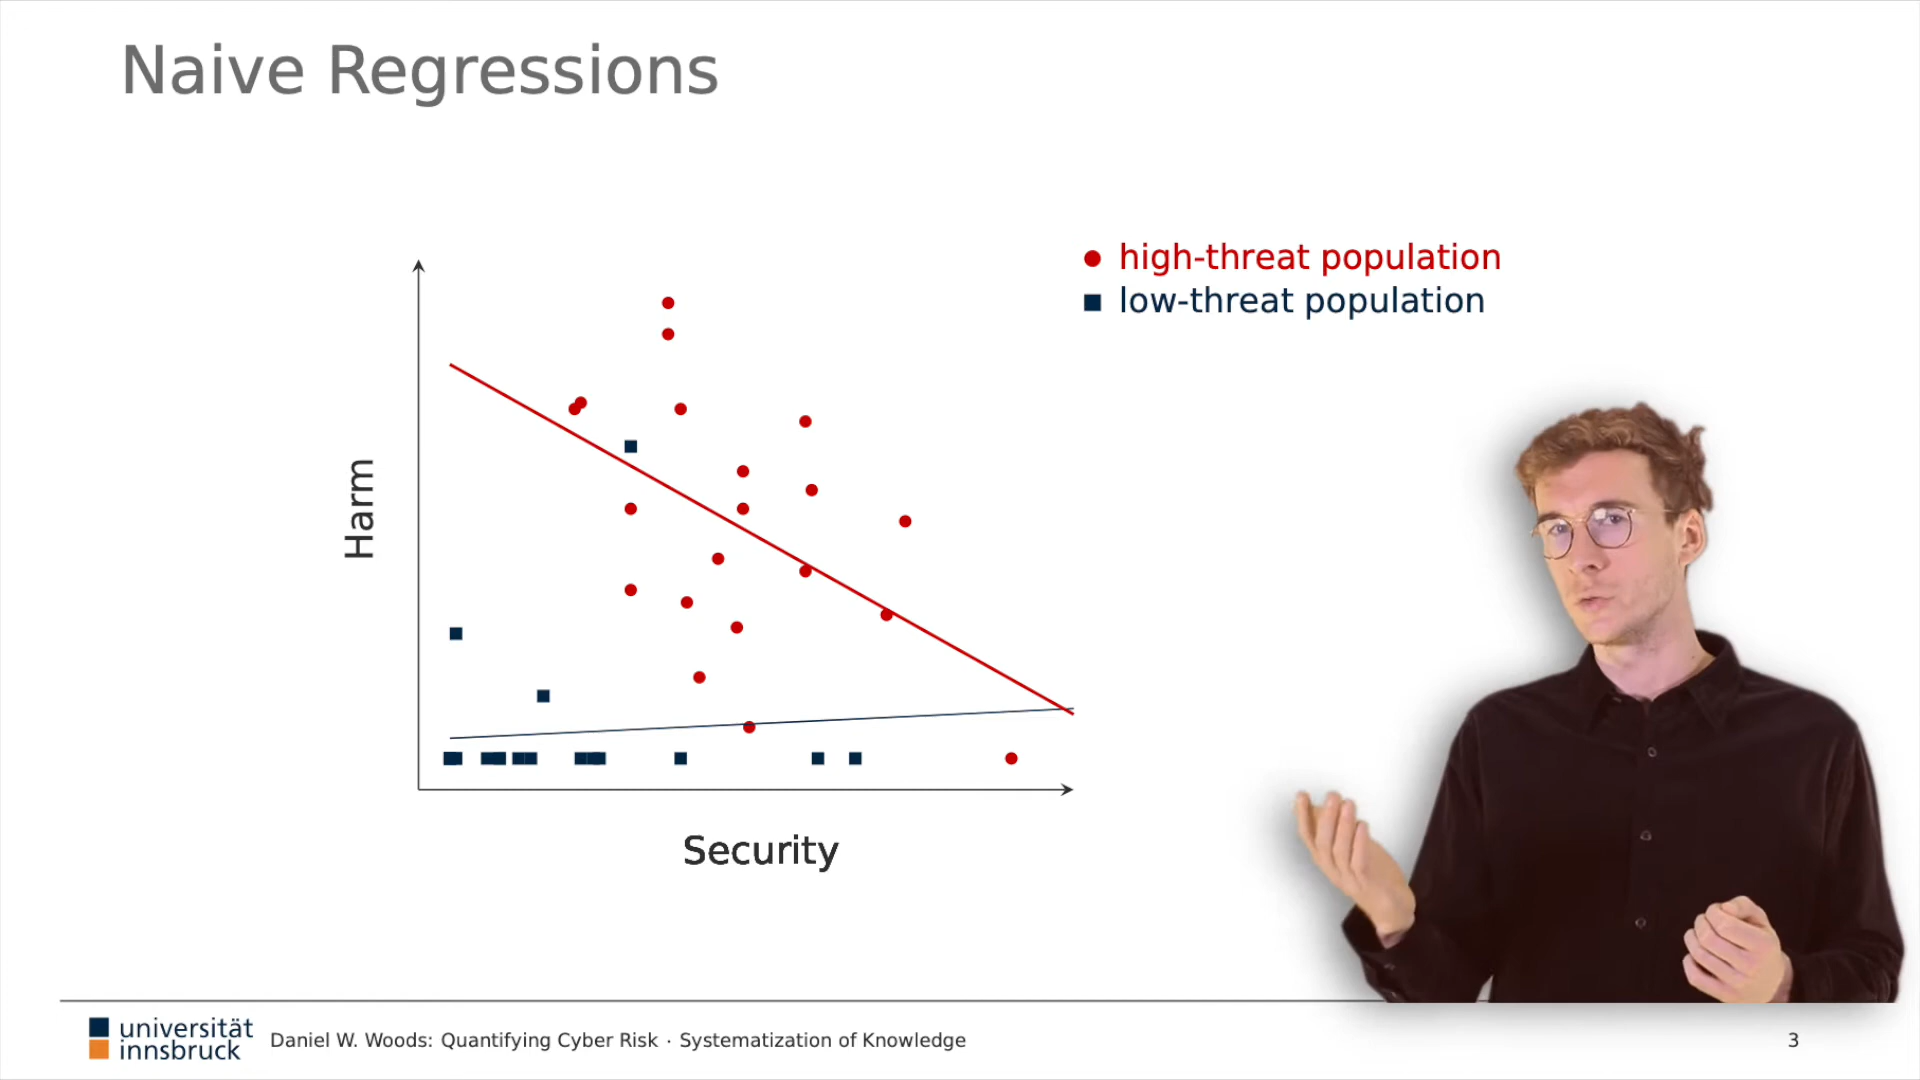 Naive Regressions
high-threat population
low-threat population
Harm
Security
universität
innsbruck
Daniel W. Woods: Quantifying Cyber Risk · Systematization of Knowledge
3